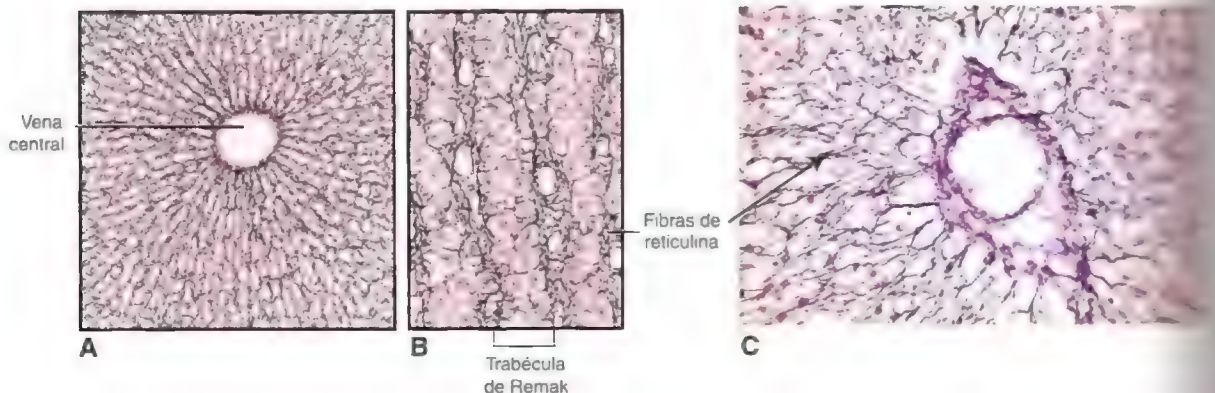 Vena
central
Fibras de
reticulina
A
B
C
Trabécula
de Remak